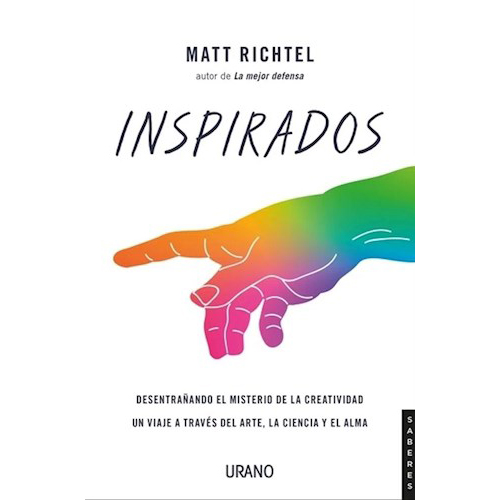 MATT RICHTEL
autor de La mejor defensa
INSPIRADOS
DESENTRAÑANDO EL MISTERIO DE LA CREATIVIDAD
UN VIAJE A TRAVÉS DEL ARTE, LA CIENCIA Y EL ALMA
SABERES
URANO